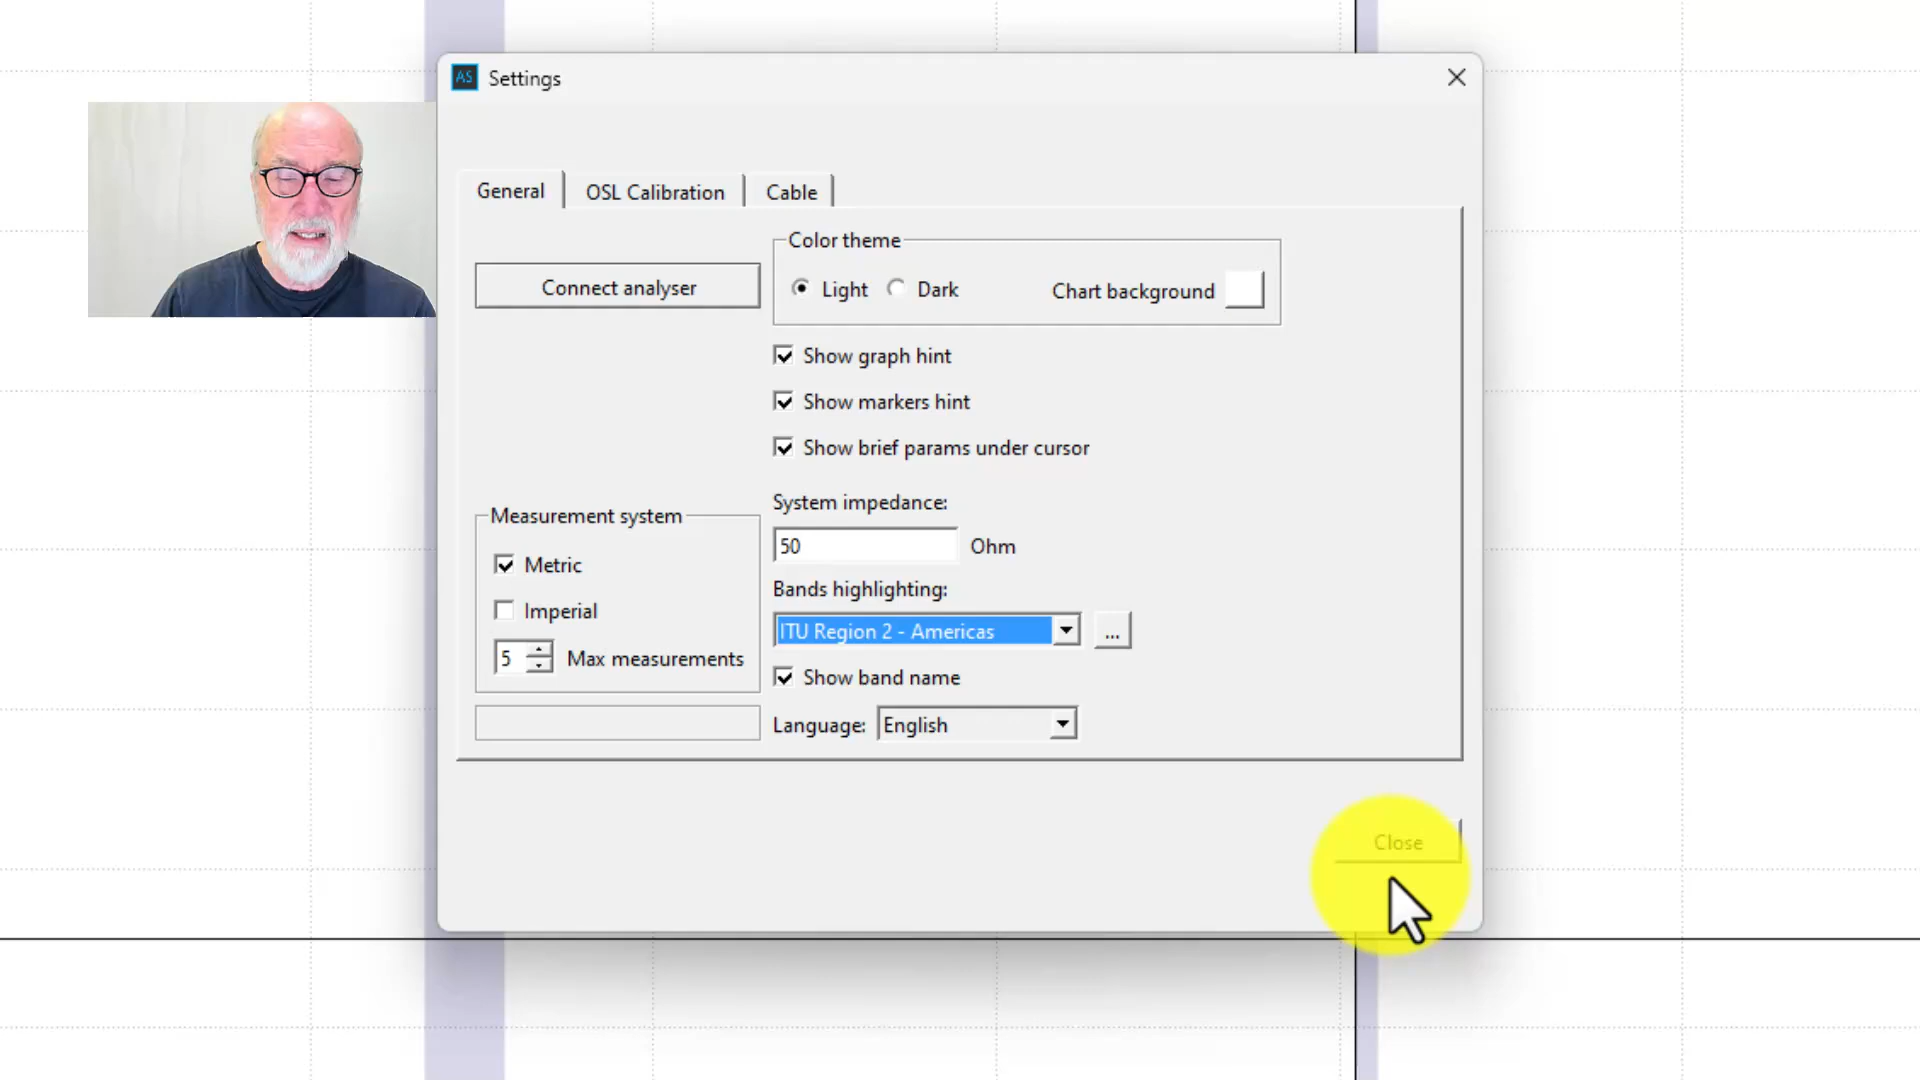 AS Settings
General OSL Calibration Cable
Color theme
Connect analyser Light Dark Chart background
Show graph hint
Show markers hint
Show brief params under cursor
System impedance:
50 Ohm
Bands highlighting:
ITU Region 2 - Americas ...
Show band name
Language: English
Measurement system
Metric
Imperial
5 Max measurements
Close